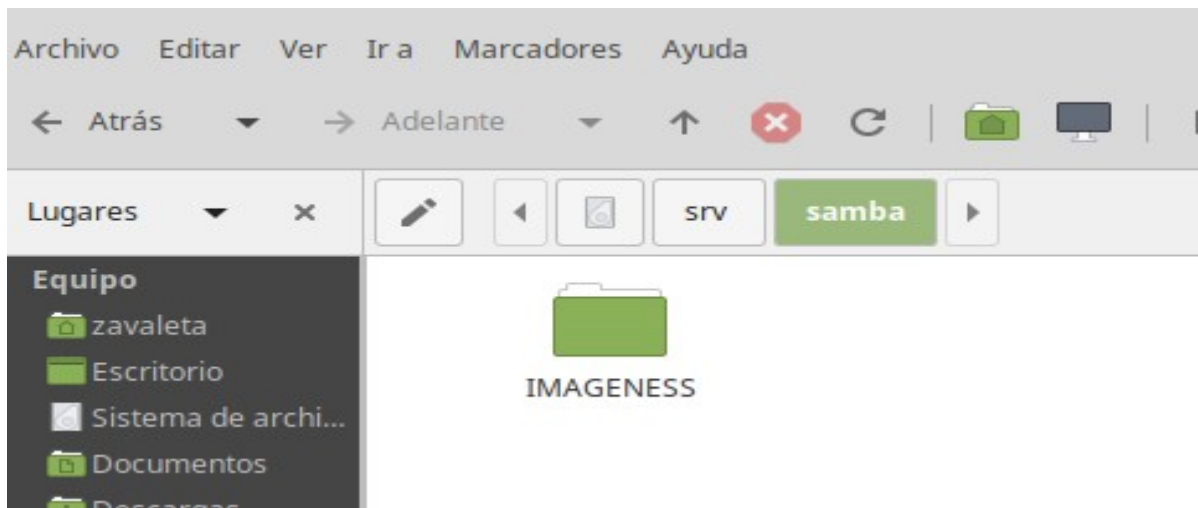 Archivo Editar Ver Ir a Marcadores Ayuda
Atrás Adelante
Lugares srv samba
Equipo
zavaleta
Escritorio
Sistema de archi...
Documentos
Descargas
IMAGENESS